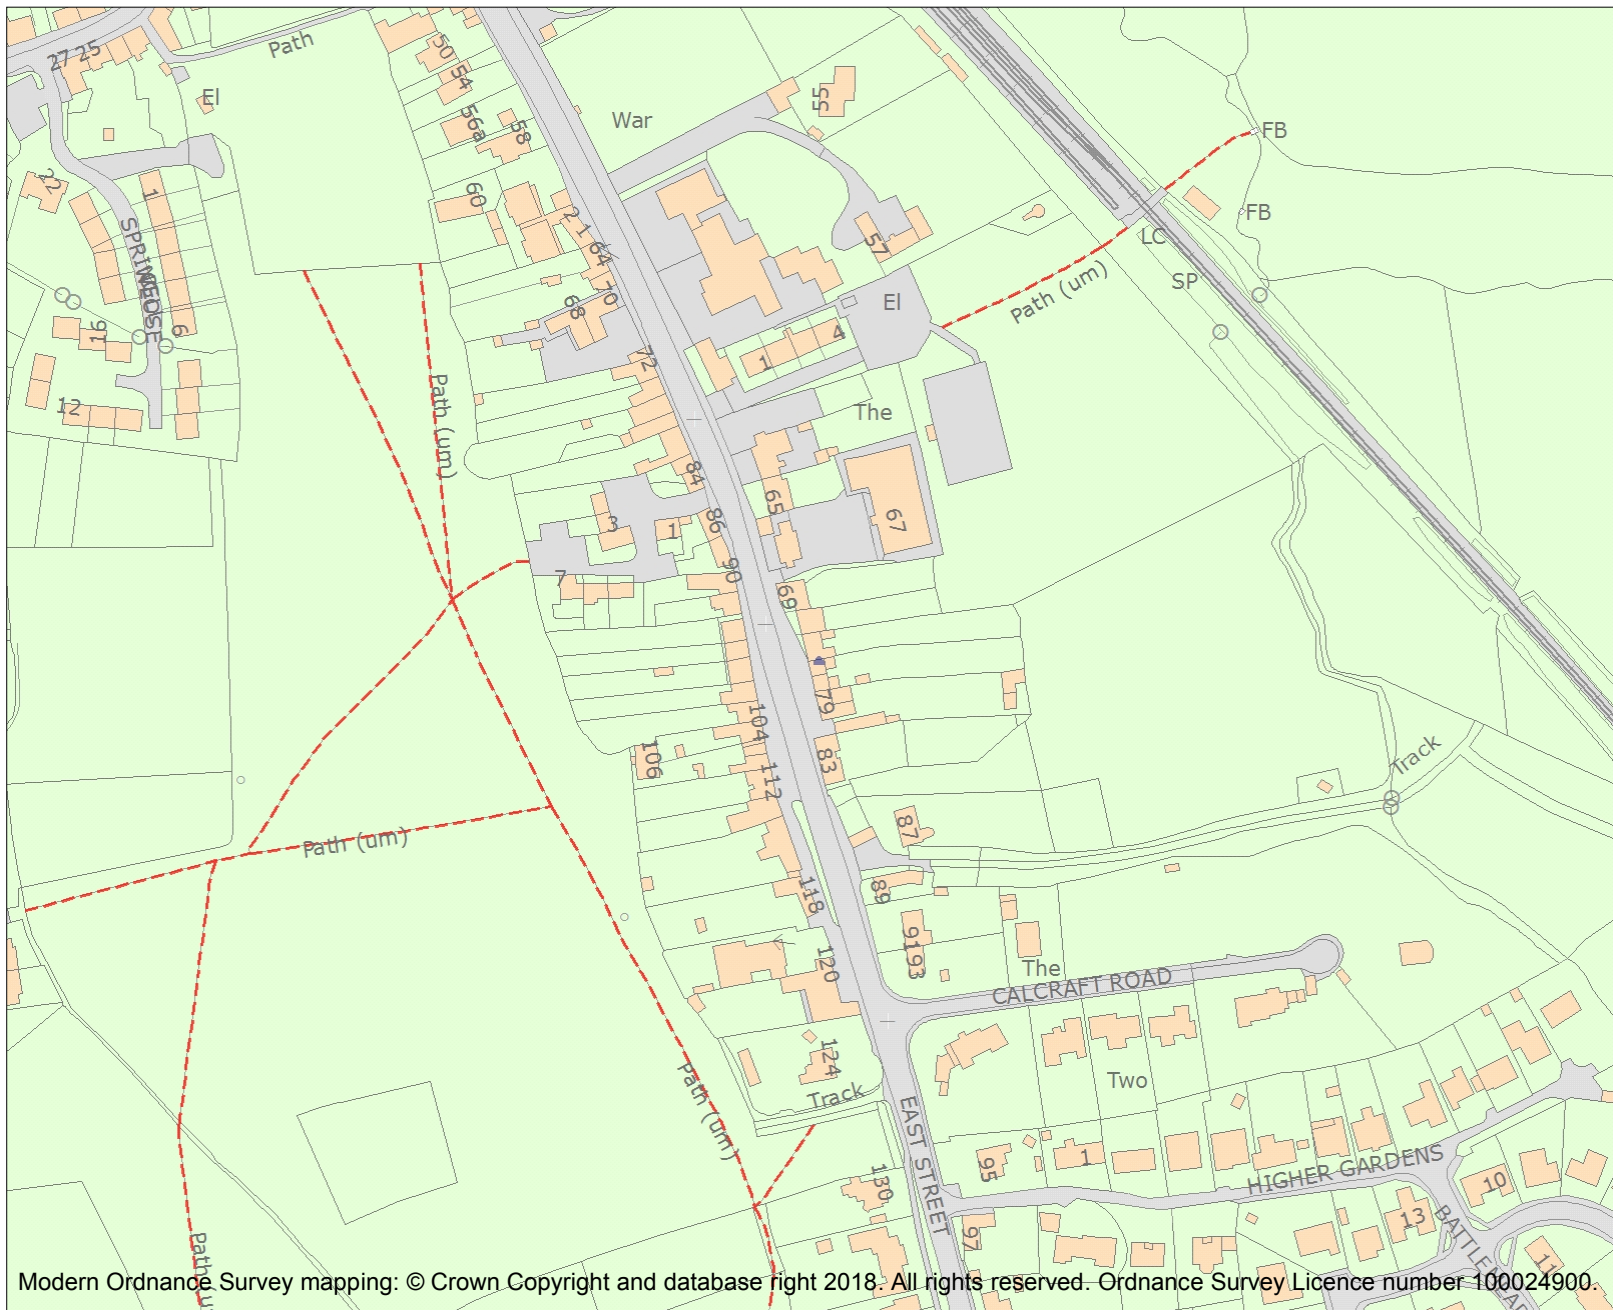 27 25
Path
El
50
54
56a
58
55
War
FB
22
1
60
FB
2 1 64
LC
57
SP
Path (um)
El
70
68
16
6
4
1
72
Path (um)
12
The
84
65
86
67
3
1
90
7
69
79
104
83
106
112
Track
87
Path (um)
118
89
9193
120
The
CALCRAFT ROAD
124
Path (um)
Two
Track
EAST STREET
95
1
130
HIGHER GARDENS
10
13
97
11
Modern Ordnance Survey mapping: © Crown Copyright and database right 2018. All rights reserved. Ordnance Survey Licence number 100024900.